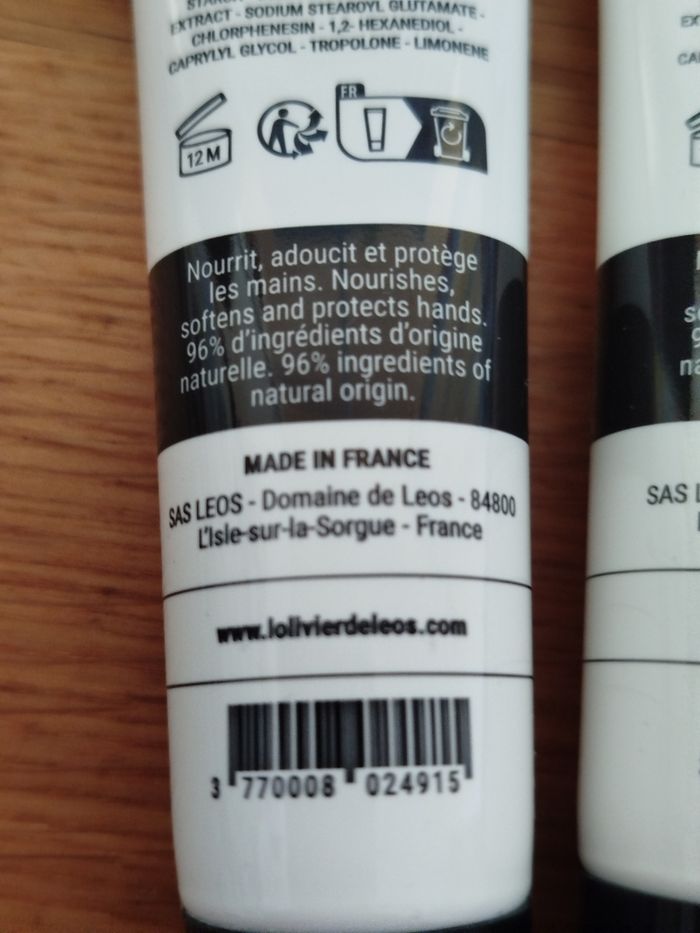 EXTRACT - SODIUM STEAROYL GLUTAMATE -
CHLORPHENESIN - 1,2- HEXANEDIOL -
CAPRYLYL GLYCOL - TROPOLONE - LIMONENE
12 M
FR
Nourrit, adoucit et protège
les mains. Nourishes,
softens and protects hands.
96% d'ingrédients d'origine
naturelle. 96% ingredients of
natural origin.
MADE IN FRANCE
SAS LEOS - Domaine de Leos - 84800
L'Isle-sur-la-Sorgue - France
www.lolivierdeleos.com
3 770008 024915
SAS